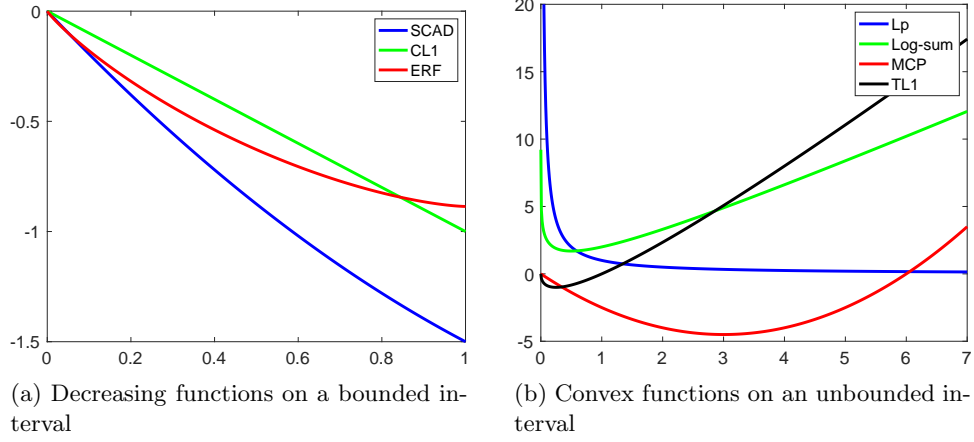 0
-0.5
-1
-1.5
0
0.2
0.4
0.6
0.8
1
SCAD
CL1
ERF
(a) Decreasing functions on a bounded in-
terval
20
15
10
5
0
-5
0
1
2
3
4
5
6
7
Lp
Log-sum
MCP
TL1
(b) Convex functions on an unbounded in-
terval